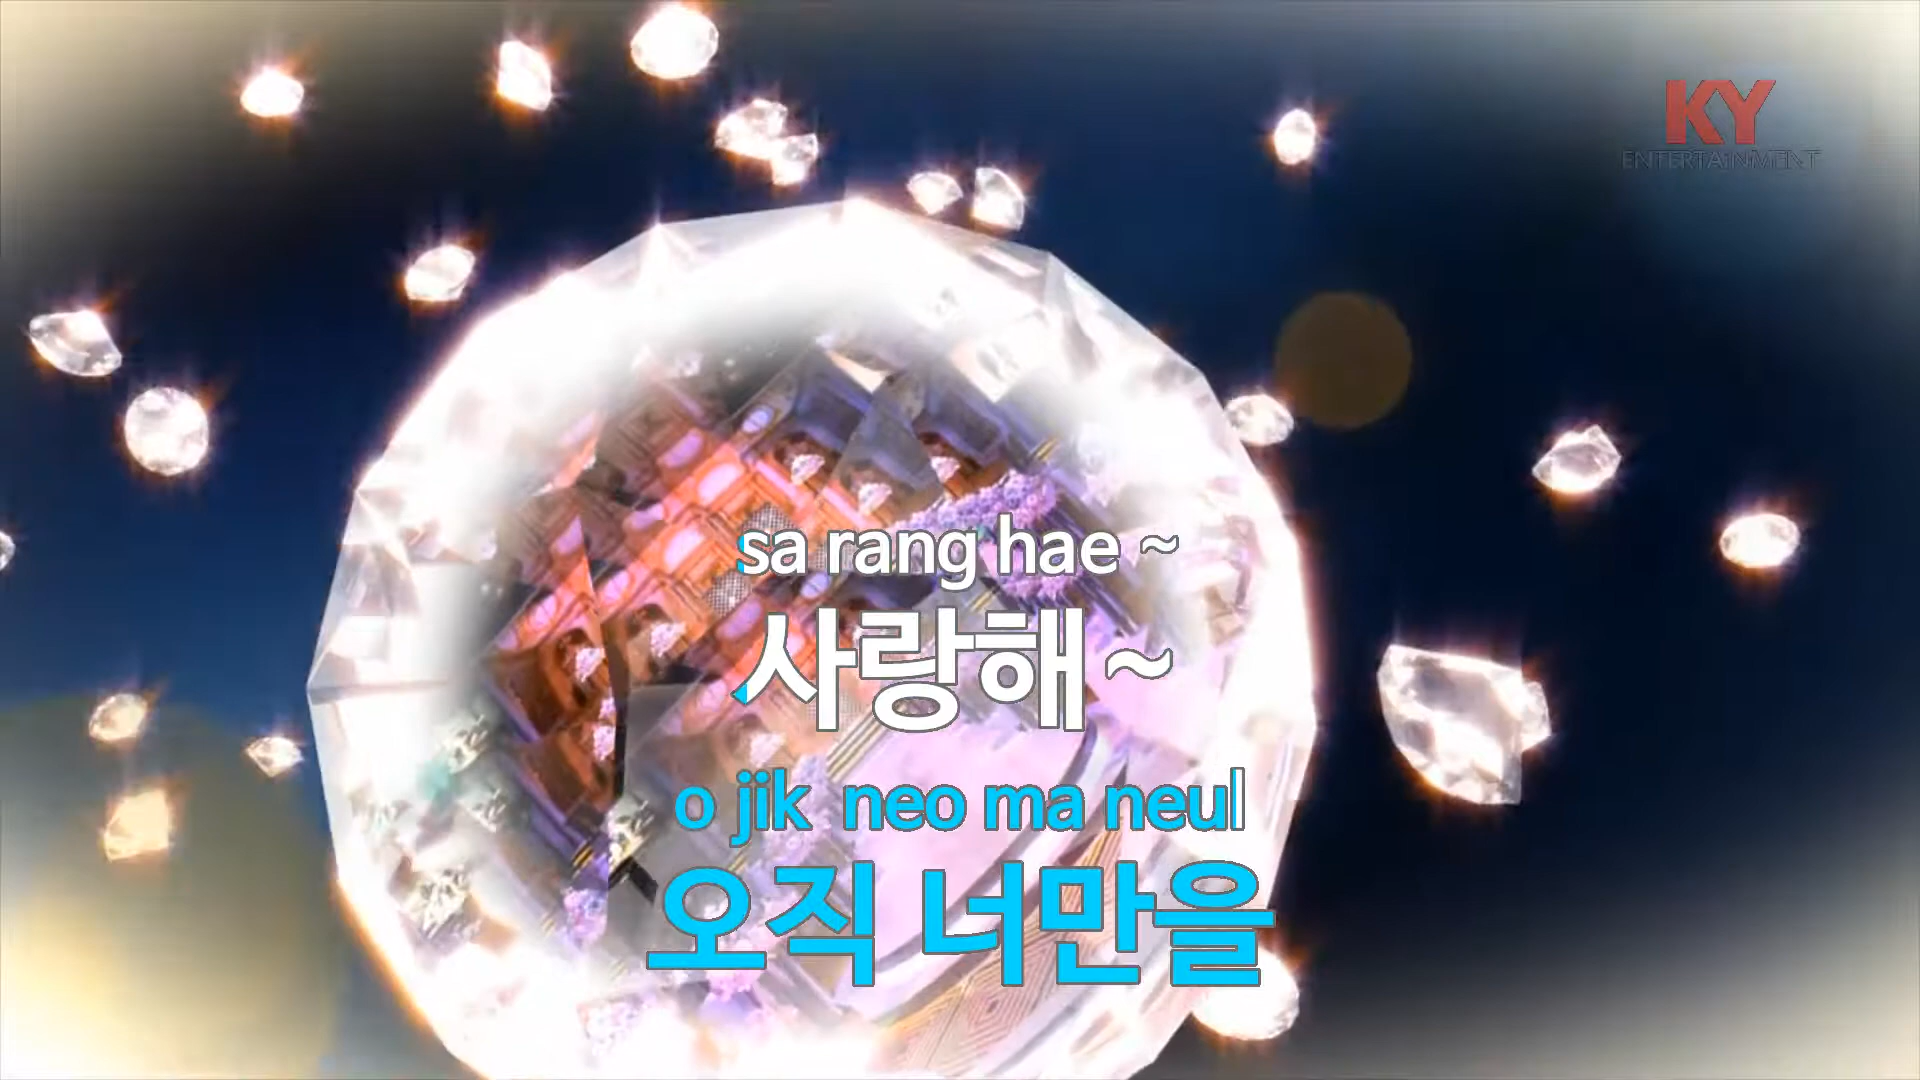 KY
ENTERTAINMENT
sa rang hae ~
사랑해~
o jik neo ma neul
오직 너만을